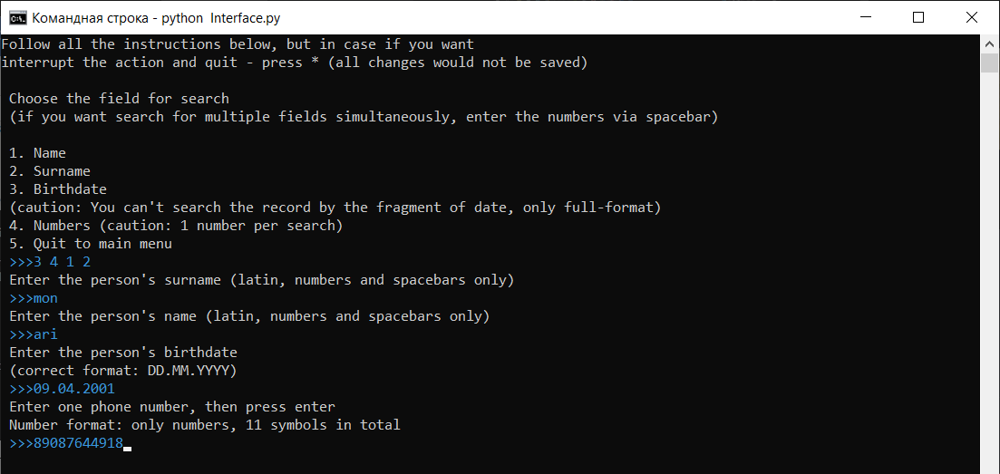 Командная строка - python  Interface.py
Follow all the instructions below, but in case if you want
interrupt the action and quit - press * (all changes would not be saved)
Choose the field for search
(if you want search for multiple fields simultaneously, enter the numbers via spacebar)
1. Name
2. Surname
3. Birthdate
(caution: You can't search the record by the fragment of date, only full-format)
4. Numbers (caution: 1 number per search)
5. Quit to main menu
>>>3 4 1 2
Enter the person's surname (latin, numbers and spacebars only)
>>>mon
Enter the person's name (latin, numbers and spacebars only)
>>>ari
Enter the person's birthdate
(correct format: DD.MM.YYYY)
>>>09.04.2001
Enter one phone number, then press enter
Number format: only numbers, 11 symbols in total
>>>89087644918